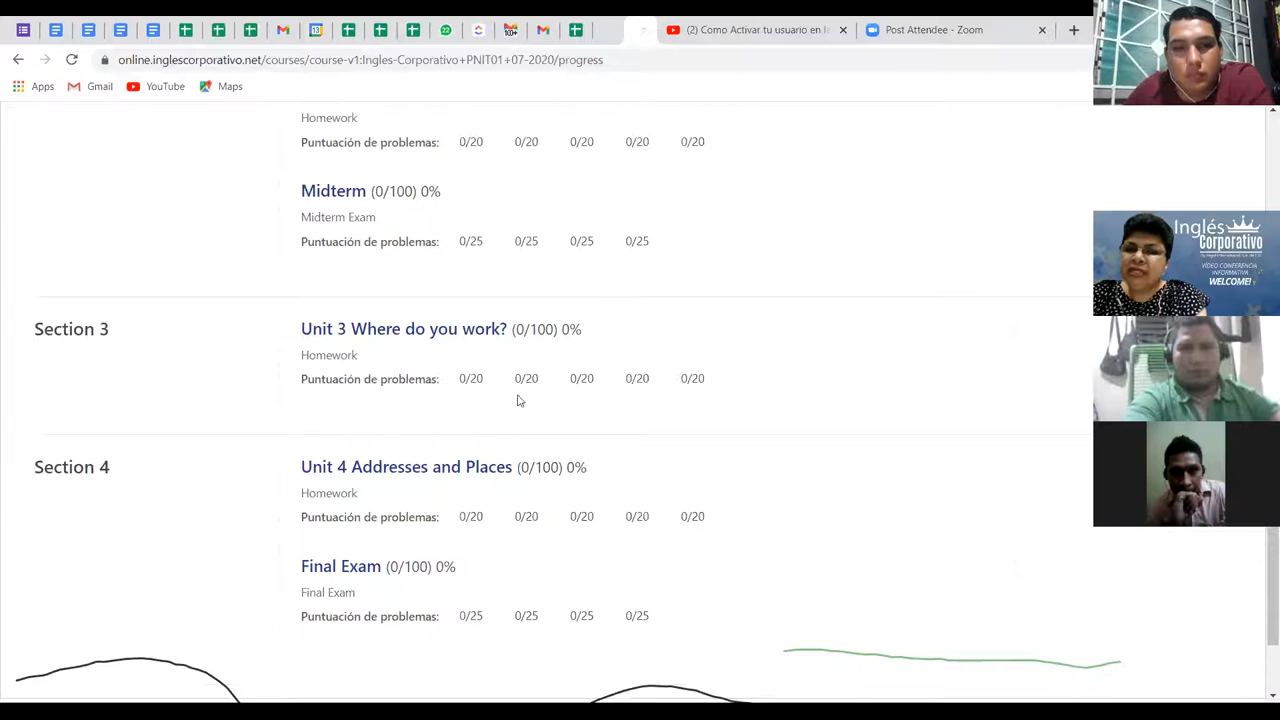 22
10+
(2) Como Activar tu usuario en l
Post Attendee - Zoom
online.inglescorporativo.net/courses/course-v1:Ingles-Corporativo+PNIT01+07-2020/progress
Apps
Gmail
YouTube
Maps
Homework
Puntuación de problemas: 0/20 0/20 0/20 0/20 0/20
Midterm (0/100) 0%
Midterm Exam
Puntuación de problemas: 0/25 0/25 0/25 0/25
Inglés
Corporativo
VÍDEO CONFERENCIA
INFORMATIVA
WELCOME!
Section 3
Unit 3 Where do you work? (0/100) 0%
Homework
Puntuación de problemas: 0/20 0/20 0/20 0/20 0/20
Section 4
Unit 4 Addresses and Places (0/100) 0%
Homework
Puntuación de problemas: 0/20 0/20 0/20 0/20 0/20
Final Exam (0/100) 0%
Final Exam
Puntuación de problemas: 0/25 0/25 0/25 0/25